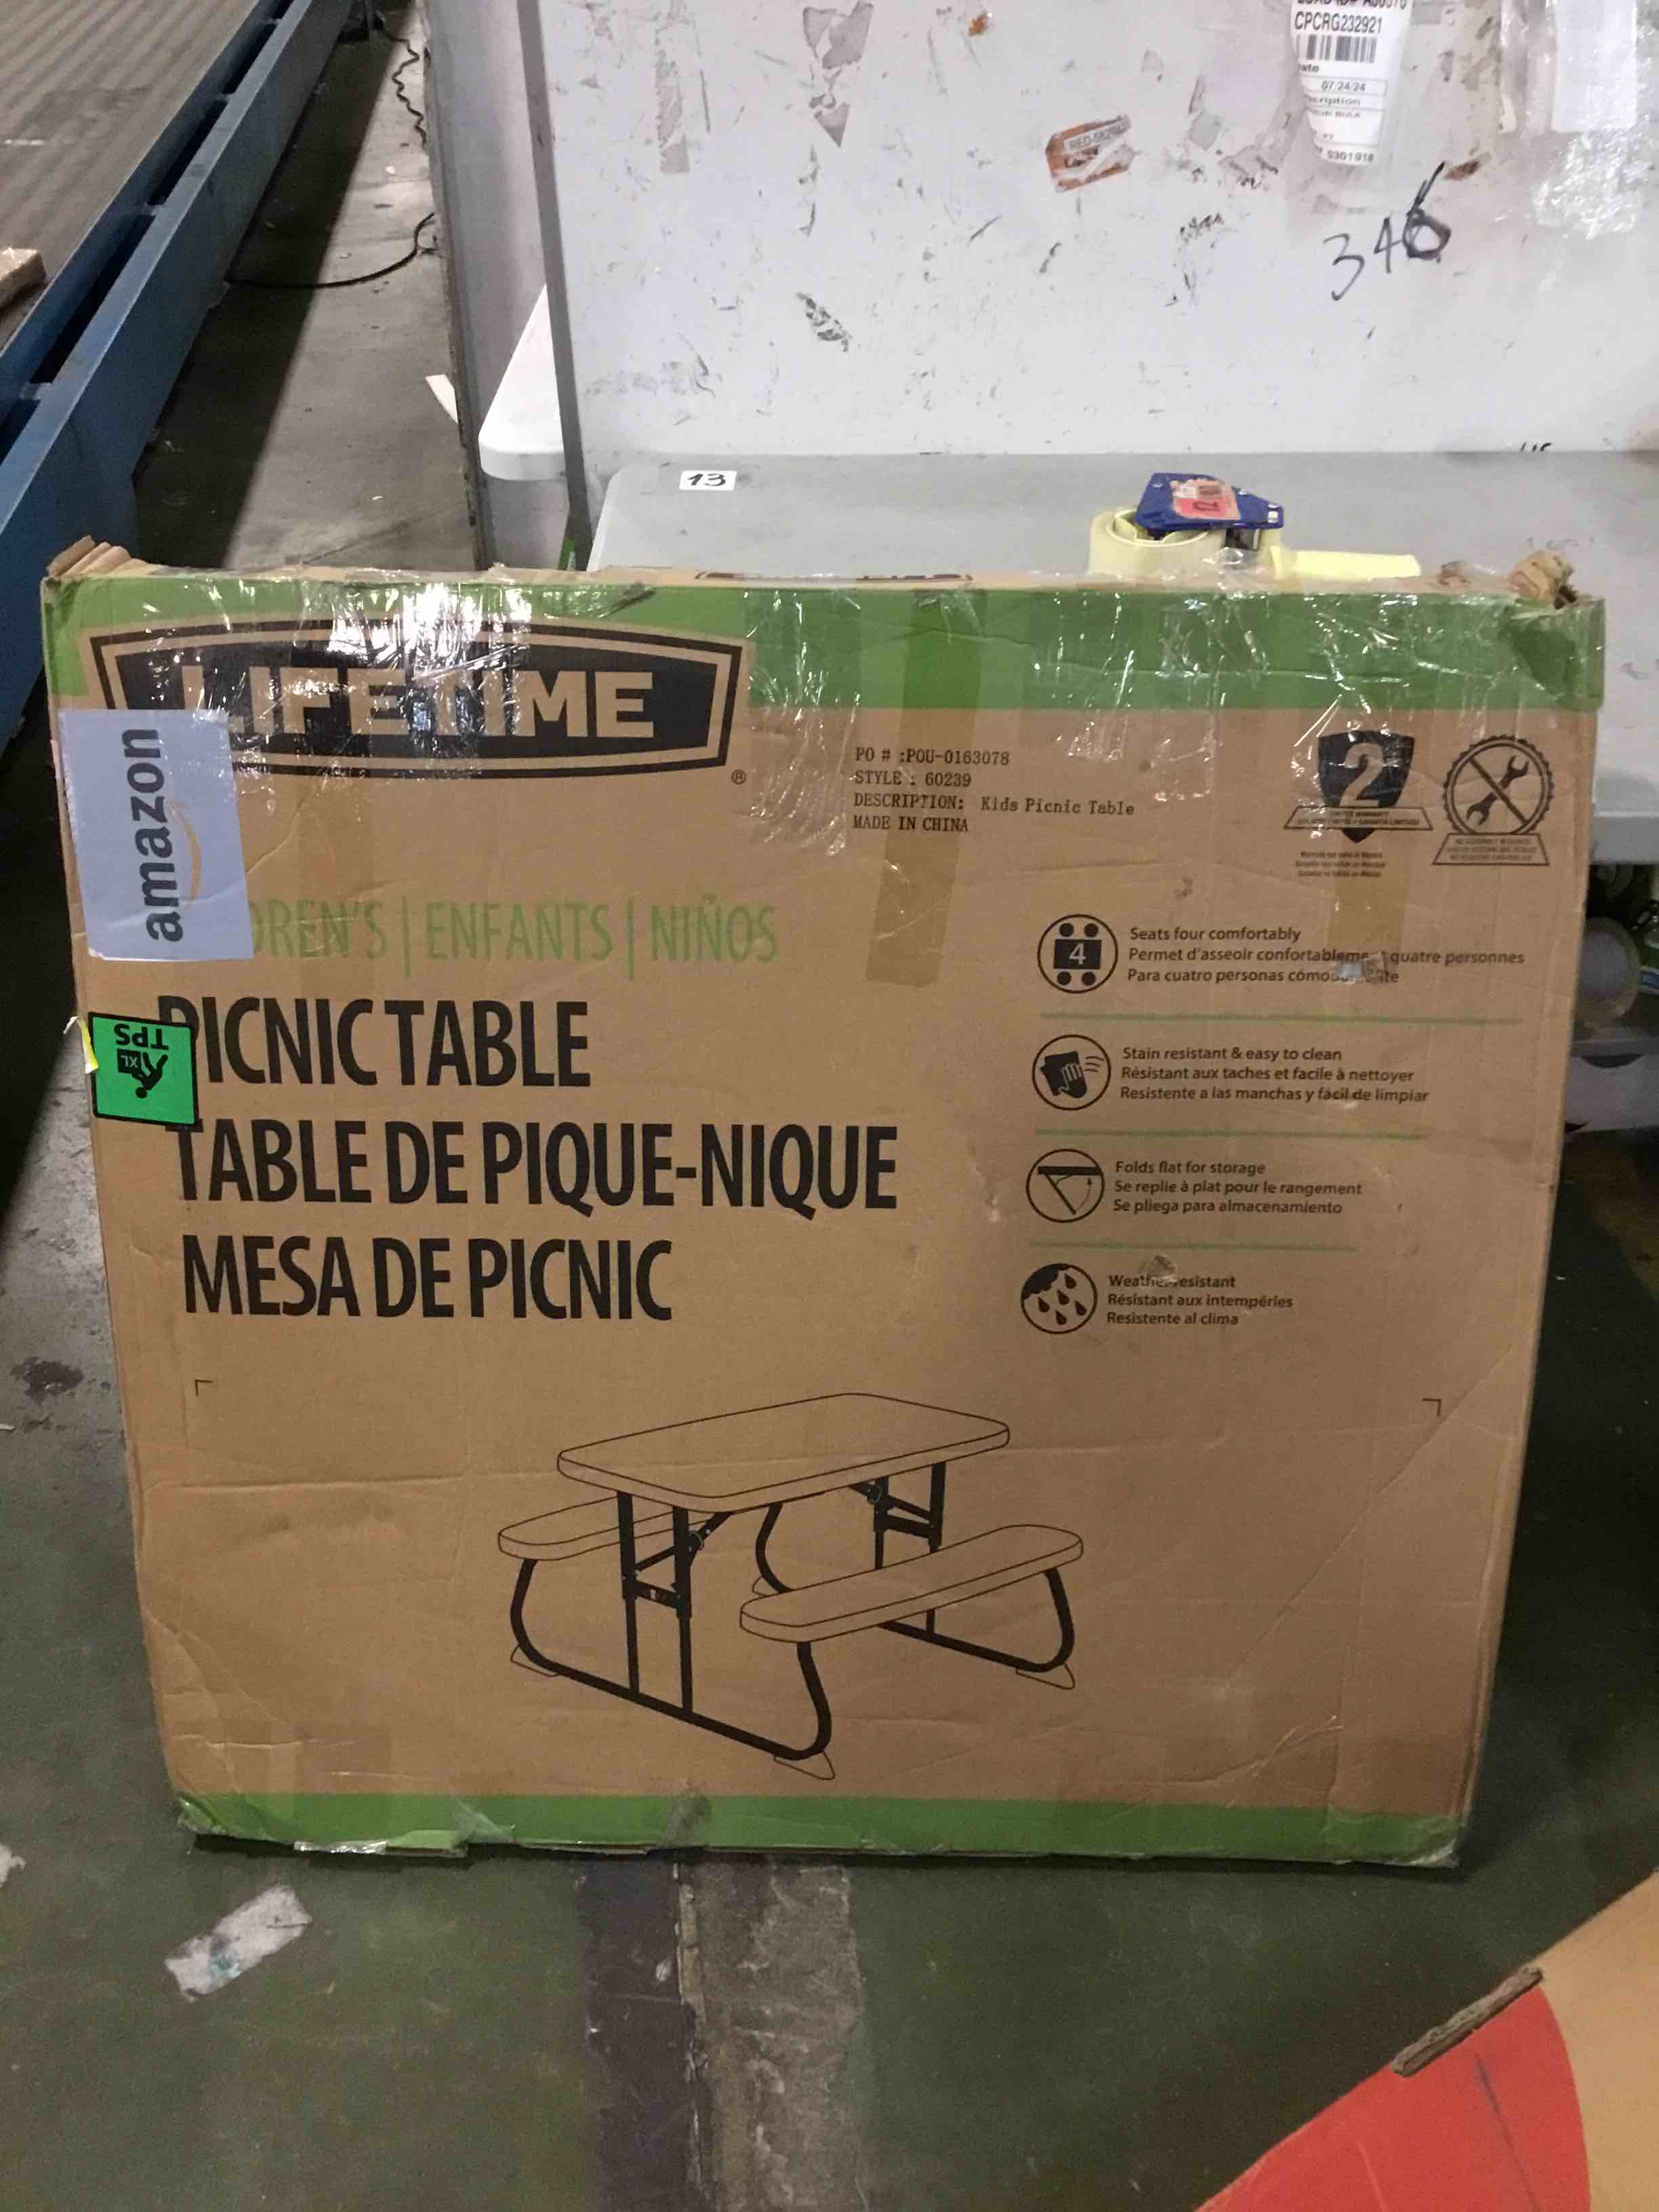 CPCRG232921
07/24/24
5301918
346
13
12
LIFETIME
®
amazon
PO # :POU-0163078
STYLE : 60239
DESCRIPTION: Kids Picnic Table
MADE IN CHINA
2
DREN'S | ENFANTS | NIÑOS
TPS
XL
PICNIC TABLE
TABLE DE PIQUE-NIQUE
MESA DE PICNIC
4
Seats four comfortably
Permet d'asseoir quatre personnes
Para cuatro personas
Stain resistant & easy to clean
Résistant aux taches et facile à nettoyer
Resistente a las manchas y fácil de limpiar
Folds flat for storage
Se replie à plat pour le rangement
Se pliega para almacenamiento
Résistant aux intempéries
Resistente al clima